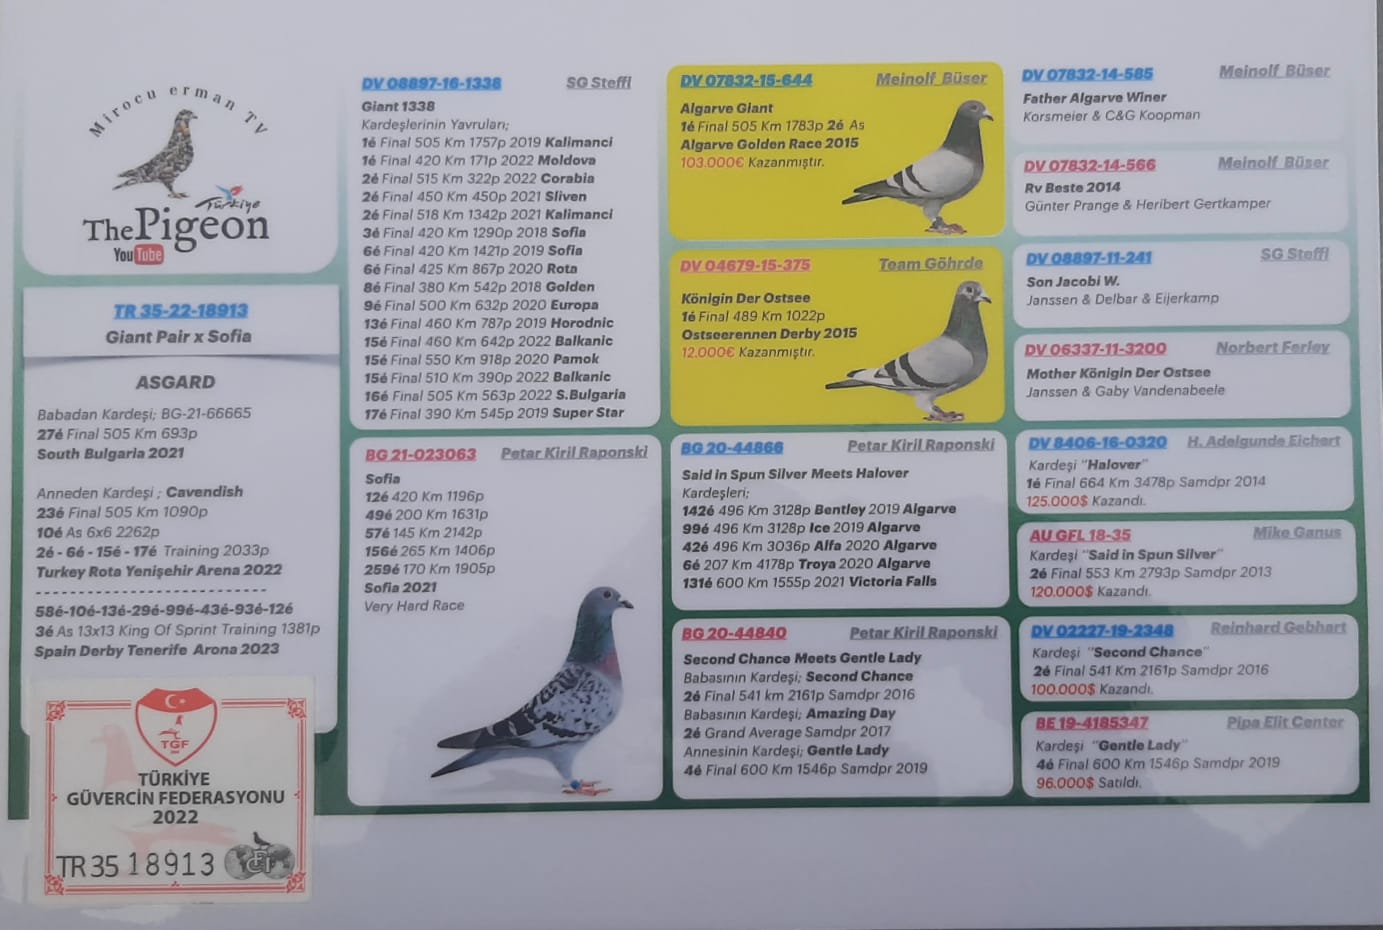 Mirocu erman TV
Türkiye
The Pigeon
YouTube
TR 35-22-18913
Giant Pair x Sofia
ASGARD
Babadan Kardeşi; BG-21-66665
27é Final 505 Km 693p
South Bulgaria 2021
Anneden Kardeşi ; Cavendish
23é Final 505 Km 1090p
10é As 6x6 2262p
2é - 6é - 15é - 17é Training 2033p
Turkey Rota Yenişehir Arena 2022
---------------------------
58é-10é-13é-29é-99é-43é-93é-12é
3é As 13x13 King Of Sprint Training 1381p
Spain Derby Tenerife Arona 2023
TGF
TÜRKİYE
GÜVERCİN FEDERASYONU
2022
TR 35 18913
FCI
DV 08897-16-1338 SG Steffl
Giant 1338
Kardeşlerinin Yavruları;
1é Final 505 Km 1757p 2019 Kalimanci
1é Final 420 Km 171p 2022 Moldova
2é Final 515 Km 322p 2022 Corabia
2é Final 450 Km 450p 2021 Sliven
2é Final 518 Km 1342p 2021 Kalimanci
3é Final 420 Km 1290p 2018 Sofia
6é Final 420 Km 1421p 2019 Sofia
6é Final 425 Km 867p 2020 Rota
8é Final 380 Km 542p 2018 Golden
9é Final 500 Km 632p 2020 Europa
13é Final 460 Km 787p 2019 Horodnic
15é Final 460 Km 642p 2022 Balkanic
15é Final 550 Km 918p 2020 Pamok
15é Final 510 Km 390p 2022 Balkanic
16é Final 505 Km 563p 2022 S.Bulgaria
17é Final 390 Km 545p 2019 Super Star
BG 21-023063 Petar Kiril Raponski
Sofia
12é 420 Km 1196p
49é 200 Km 1631p
57é 145 Km 2142p
156é 265 Km 1406p
259é 170 Km 1905p
Sofia 2021
Very Hard Race
DV 07832-15-644 Meinolf Büser
Algarve Giant
1é Final 505 Km 1783p 2é As
Algarve Golden Race 2015
103.000€ Kazanmıştır.
DV 04679-15-375 Team Göhrde
Königin Der Ostsee
1é Final 489 Km 1022p
Ostseerennen Derby 2015
12.000€ Kazanmıştır.
BG 20-44866 Petar Kiril Raponski
Said in Spun Silver Meets Halover
Kardeşleri;
142é 496 Km 3128p Bentley 2019 Algarve
99é 496 Km 3128p Ice 2019 Algarve
42é 496 Km 3036p Alfa 2020 Algarve
6é 207 Km 4178p Troya 2020 Algarve
131é 600 Km 1555p 2021 Victoria Falls
BG 20-44840 Petar Kiril Raponski
Second Chance Meets Gentle Lady
Babasının Kardeşi; Second Chance
2é Final 541 km 2161p Samdpr 2016
Babasının Kardeşi; Amazing Day
2é Grand Average Samdpr 2017
Annesinin Kardeşi; Gentle Lady
4é Final 600 Km 1546p Samdpr 2019
DV 07832-14-585 Meinolf Büser
Father Algarve Winer
Korsmeier & C&G Koopman
DV 07832-14-566 Meinolf Büser
Rv Beste 2014
Günter Prange & Heribert Gertkamper
DV 08897-11-241 SG Steffl
Son Jacobi W.
Janssen & Delbar & Eijerkamp
DV 06337-11-3200 Norbert Ferley
Mother Königin Der Ostsee
Janssen & Gaby Vandenabeele
DV 8406-16-0320 H. Adelgunde Eichert
Kardeşi "Halover"
1é Final 664 Km 3478p Samdpr 2014
125.000$ Kazandı.
AU GFL 18-35 Mike Ganus
Kardeşi "Said in Spun Silver"
2é Final 553 Km 2793p Samdpr 2013
120.000$ Kazandı.
DV 02227-19-2348 Reinhard Gebhart
Kardeşi "Second Chance"
2é Final 541 Km 2161p Samdpr 2016
100.000$ Kazandı.
BE 19-4185347 Pipa Elit Center
Kardeşi "Gentle Lady"
4é Final 600 Km 1546p Samdpr 2019
96.000$ Satıldı.